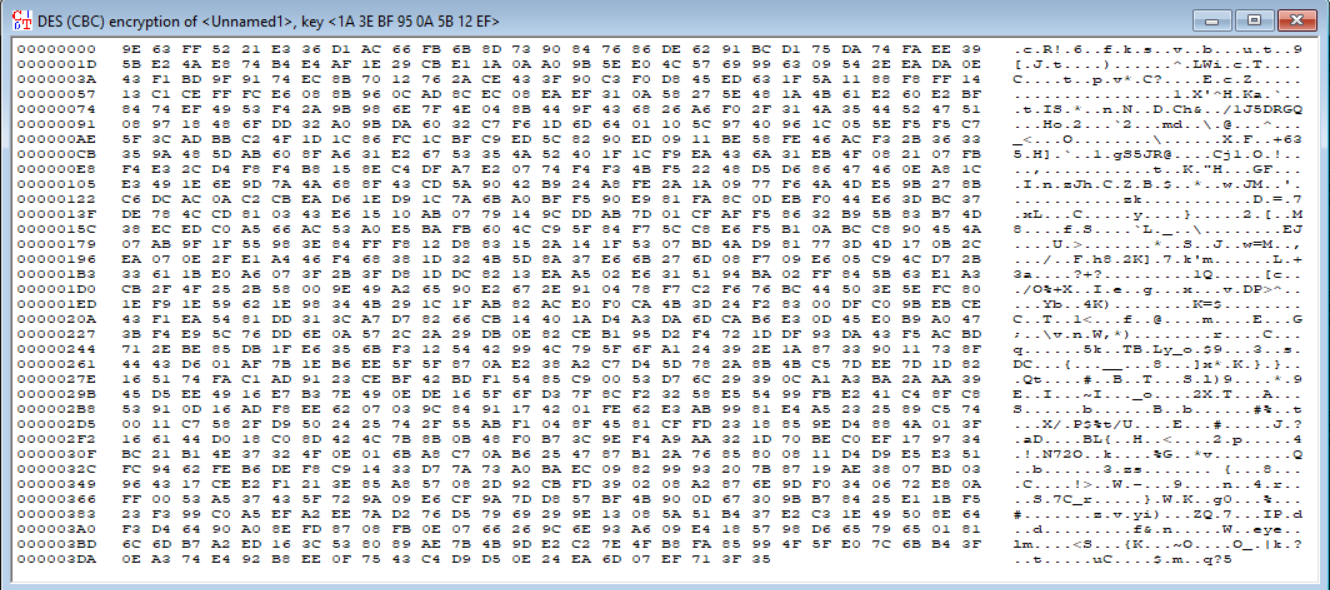 DES (CBC) encryption of <Unnamed1>, key <1A 3E BF 95 0A 5B 12 EF>
00000000 9E 63 FF 52 21 E3 36 D1 AC 66 FB 6B 8D 73 90 84 76 86 DE 62 91 BC D1 75 DA 74 FA EE 39 .c.R!.6..f.k.s..v..b...u.t..9
0000001D 5B E2 4A E8 74 B4 E4 AF 1E 29 CB E1 1A 0A A0 9B 5E E0 4C 57 69 99 63 09 54 2E EA DA 0E [.J.t....)......^.LWi.c.T....
0000003A 43 F1 BD 9F 91 74 EC 8B 70 12 76 2A CE 43 3F 90 C3 F0 D8 45 ED 63 1F 5A 11 88 F8 FF 14 C....t..p.v*.C?....E.c.Z.....
00000057 13 C1 CE FF FC E6 08 8B 96 0C AD 8C EC 08 EA EF 31 0A 58 27 5E 48 1A 4B 61 E2 60 E2 BF ................1.X'^H.Ka.`..
00000074 84 74 EF 49 53 F4 2A 9B 98 6E 7F 4E 04 8B 44 9F 43 68 26 A6 F0 2F 31 4A 35 44 52 47 51 .t.IS.*..n.N..D.Ch&../1J5DRGQ
00000091 08 97 18 48 6F DD 32 A0 9B DA 60 32 C7 F6 1D 6D 64 01 10 5C 97 40 96 1C 05 5E F5 F5 C7 ...Ho.2...`2...md..\.@...^...
000000AE 5F 3C AD BB C2 4F 1D 1C 86 FC 1C BF C9 ED 5C 82 90 ED 09 11 BE 58 FE 46 AC F3 2B 36 33 _<...O........\......X.F..+63
000000CB 35 9A 48 5D AB 60 8F A6 31 E2 67 53 35 4A 52 40 1F 1C F9 EA 43 6A 31 EB 4F 08 21 07 FB 5.H].`..1.gS5JR@....Cj1.O.!..
000000E8 F4 E3 2C D4 F8 F4 B8 15 8E C4 DF A7 E2 07 74 F4 F3 4B F5 22 48 D5 D6 86 47 46 0E A8 1C ..,...........t..K."H...GF...
00000105 E3 49 1E 6E 9D 7A 4A 68 8F 43 CD 5A 90 42 B9 24 A8 FE 2A 1A 09 77 F6 4A 4D E5 9B 27 8B .I.n.zJh.C.Z.B.$..*..w.JM..'.
00000122 C6 DC AC 0A C2 CB EA D6 1E D9 1C 7A 6B A0 BF F5 90 E9 81 FA 8C 0D EB F0 44 E6 3D BC 37 ...........zk...........D.=.7
0000013F DE 78 4C CD 81 03 43 E6 15 10 AB 07 79 14 9C DD AB 7D 01 CF AF F5 86 32 B9 5B 83 B7 4D .xL...C.....y....}.....2.[..M
0000015C 38 EC ED C0 A5 66 AC 53 A0 E5 BA FB 60 4C C9 5F 84 F7 5C C8 E6 F5 B1 0A BC C8 90 45 4A 8....f.S....`L._..\........EJ
00000179 07 AB 9F 1F 55 98 3E 84 FF F8 12 D8 83 15 2A 14 1F 53 07 BD 4A D9 81 77 3D 4D 17 0B 2C ....U.>.......*..S..J..w=M..,
00000196 EA 07 0E 2F E1 A4 46 F4 68 38 1D 32 4B 5D 8A 37 E6 6B 27 6D 08 F7 09 E6 05 C9 4C D7 2B .../..F.h8.2K].7.k'm......L.+
000001B3 33 61 1B E0 A6 07 3F 2B 3F D8 1D DC 82 13 EA A5 02 E6 31 51 94 BA 02 FF 84 5B 63 E1 A3 3a....?+?.........1Q.....[c..
000001D0 CB 2F 4F 25 2B 58 00 9E 49 A2 65 90 E2 67 2E 91 04 78 F7 C2 F6 76 BC 44 50 3E 5E FC 80 ./O%+X..I.e..g...x...v.DP>^..
000001ED 1E F9 1E 59 62 1E 98 34 4B 29 1C 1F AB 82 AC E0 F0 CA 4B 3D 24 F2 83 00 DF C0 9B EB CE ...Yb..4K)........K=$........
0000020A 43 F1 EA 54 81 DD 31 3C A7 D7 82 66 CB 14 40 1A D4 A3 DA 6D CA B6 E3 0D 45 E0 B9 A0 47 C..T..1<...f..@....m....E...G
00000227 3B F4 E9 5C 76 DD 6E 0A 57 2C 2A 29 DB 0E 82 CE B1 95 D2 F4 72 1D DF 93 DA 43 F5 AC BD ;..\v.n.W,*)........r....C...
00000244 71 2E BE 85 DB 1F E6 35 6B F3 12 54 42 99 4C 79 5F 6F A1 24 39 2E 1A 87 33 90 11 73 8F q......5k..TB.Ly_o.$9...3..s.
00000261 44 43 D6 01 AF 7B 1E B6 EE 5F 5F 87 0A E2 38 A2 C7 D4 5D 78 2A 8B 4B C5 7D EE 7D 1D 82 DC...{...__...8...]x*.K.}.}..
0000027E 16 51 74 FA C1 AD 91 23 CE BF 42 BD F1 54 85 C9 00 53 D7 6C 29 39 0C A1 A3 BA 2A AA 39 .Qt....#..B..T...S.l)9....*.9
0000029B 45 D5 EE 49 16 E7 B3 7E 49 0E DE 16 5F 6F D3 7F 8C F2 32 58 E5 54 99 FB E2 41 C4 8F C8 E..I...~I..._o....2X.T...A...
000002B8 53 91 0D 16 AD F8 EE 62 07 03 9C 84 91 17 42 01 FE 62 E3 AB 99 81 E4 A5 23 25 89 C5 74 S......b......B..b......#%..t
000002D5 00 11 C7 58 2F D9 50 24 25 74 2F 55 AB F1 04 8F 45 81 CF FD 23 18 85 9E D4 88 4A 01 3F ...X/.P$%t/U....E...#.....J.?
000002F2 16 61 44 D0 18 C0 8D 42 4C 7B 8B 0B 48 F0 B7 3C 9E F4 A9 AA 32 1D 70 BE C0 EF 17 97 34 .aD....BL{..H..<....2.p.....4
0000030F BC 21 B1 4E 37 32 4F 0E 01 6B A8 C7 0A B6 25 47 87 B1 2A 76 85 80 08 11 D4 D9 E5 E3 51 .!.N72O..k....%G..*v........Q
0000032C FC 94 62 FE B6 DE F8 C9 14 33 D7 7A 73 A0 BA EC 09 82 99 93 20 7B 87 19 AE 38 07 BD 03 ..b......3.zs....... {...8...
00000349 96 43 17 CE E2 F1 21 3E 85 A8 57 08 2D 92 CB FD 39 02 08 A2 87 6E 9D F0 34 06 72 E8 0A .C....!>..W.-...9....n..4.r..
00000366 FF 00 53 A5 37 43 5F 72 9A 09 E6 CF 9A 7D D8 57 BF 4B 90 0D 67 30 9B B7 84 25 E1 1B F5 ..S.7C_r.....}.W.K..g0...%...
00000383 23 F3 99 C0 A5 EF A2 EE 7A D2 76 D5 79 69 29 9E 13 08 5A 51 B4 37 E2 C3 1E 49 50 8E 64 #.......z.v.yi)...ZQ.7...IP.d
000003A0 F3 D4 64 90 A0 8E FD 87 08 FB 0E 07 66 26 9C 6E 93 A6 09 E4 18 57 98 D6 65 79 65 01 81 ..d.........f&.n.....W..eye..
000003BD 6C 6D B7 A2 ED 16 3C 53 80 89 AE 7B 4B 9D E2 C2 7E 4F B8 FA 85 99 4F 5F E0 7C 6B B4 3F lm....<S...{K...~O....O_.|k.?
000003DA 0E A3 74 E4 92 B8 EE 0F 75 43 C4 D9 D5 0E 24 EA 6D 07 EF 71 3F 35 ..t.....uC....$.m..q?5